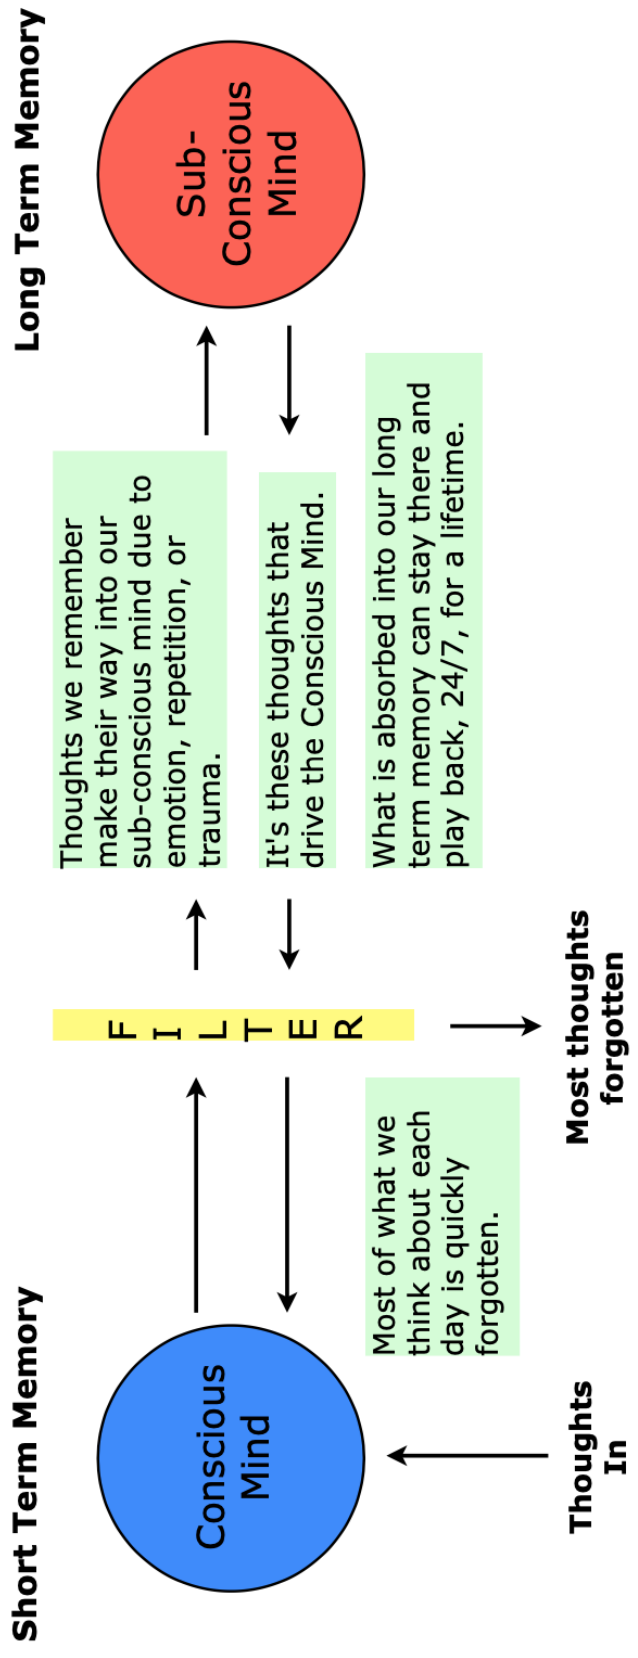 Short Term Memory
Long Term Memory
Conscious
Mind
FILTER
Thoughts we remember
make their way into our
sub-conscious mind due to
emotion, repetition, or
trauma.
It's these thoughts that
drive the Conscious Mind.
What is absorbed into our long
term memory can stay there and
play back, 24/7, for a lifetime.
Sub-
Conscious
Mind
Most of what we
think about each
day is quickly
forgotten.
Thoughts
In
Most thoughts
forgotten